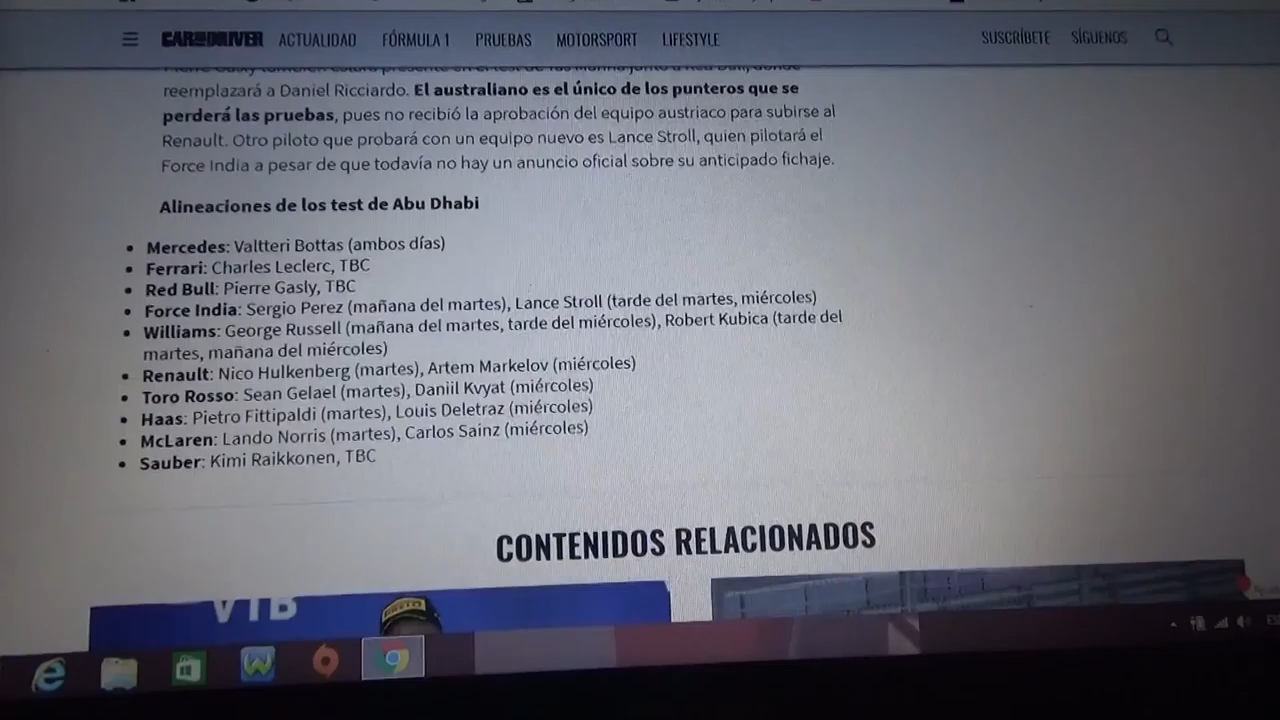 CAR AND DRIVER ACTUALIDAD FÓRMULA 1 PRUEBAS MOTORSPORT LIFESTYLE SUSCRÍBETE SÍGUENOS
reemplazará a Daniel Ricciardo. El australiano es el único de los punteros que se
perderá las pruebas, pues no recibió la aprobación del equipo austriaco para subirse al
Renault. Otro piloto que probará con un equipo nuevo es Lance Stroll, quien pilotará el
Force India a pesar de que todavía no hay un anuncio oficial sobre su anticipado fichaje.
Alineaciones de los test de Abu Dhabi
• Mercedes: Valtteri Bottas (ambos días)
• Ferrari: Charles Leclerc, TBC
• Red Bull: Pierre Gasly, TBC
• Force India: Sergio Perez (mañana del martes), Lance Stroll (tarde del martes, miércoles)
• Williams: George Russell (mañana del martes, tarde del miércoles), Robert Kubica (tarde del
martes, mañana del miércoles)
• Renault: Nico Hulkenberg (martes), Artem Markelov (miércoles)
• Toro Rosso: Sean Gelael (martes), Daniil Kvyat (miércoles)
• Haas: Pietro Fittipaldi (martes), Louis Deletraz (miércoles)
• McLaren: Lando Norris (martes), Carlos Sainz (miércoles)
• Sauber: Kimi Raikkonen, TBC
CONTENIDOS RELACIONADOS
VTB